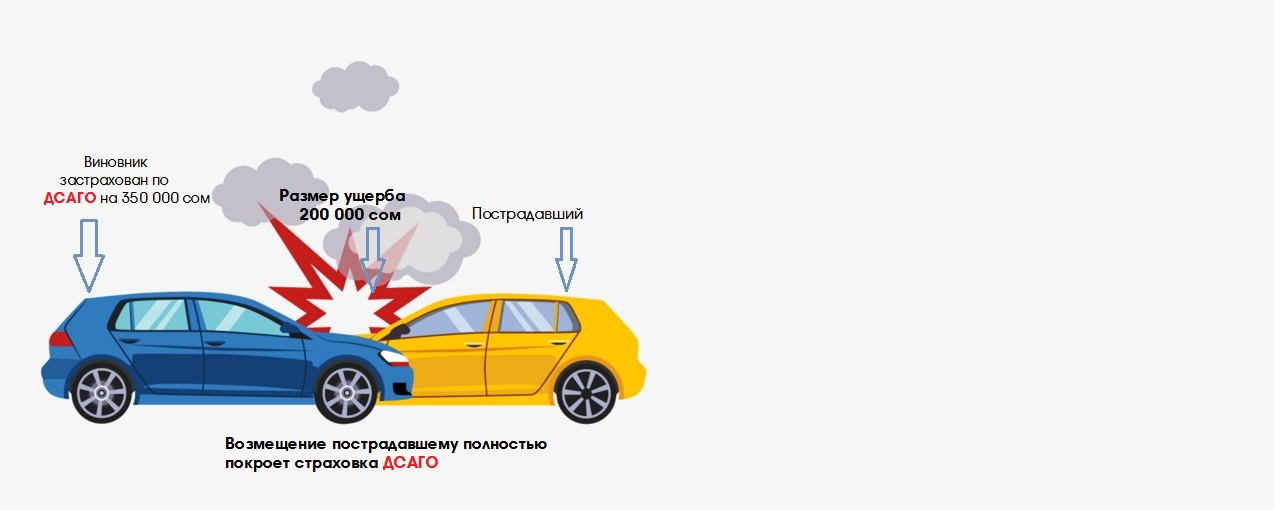 Виновник
застрахован по
ДСАГО на 350 000 сом
Размер ущерба
200 000 сом
Пострадавший
Возмещение пострадавшему полностью
покроет страховка ДСАГО